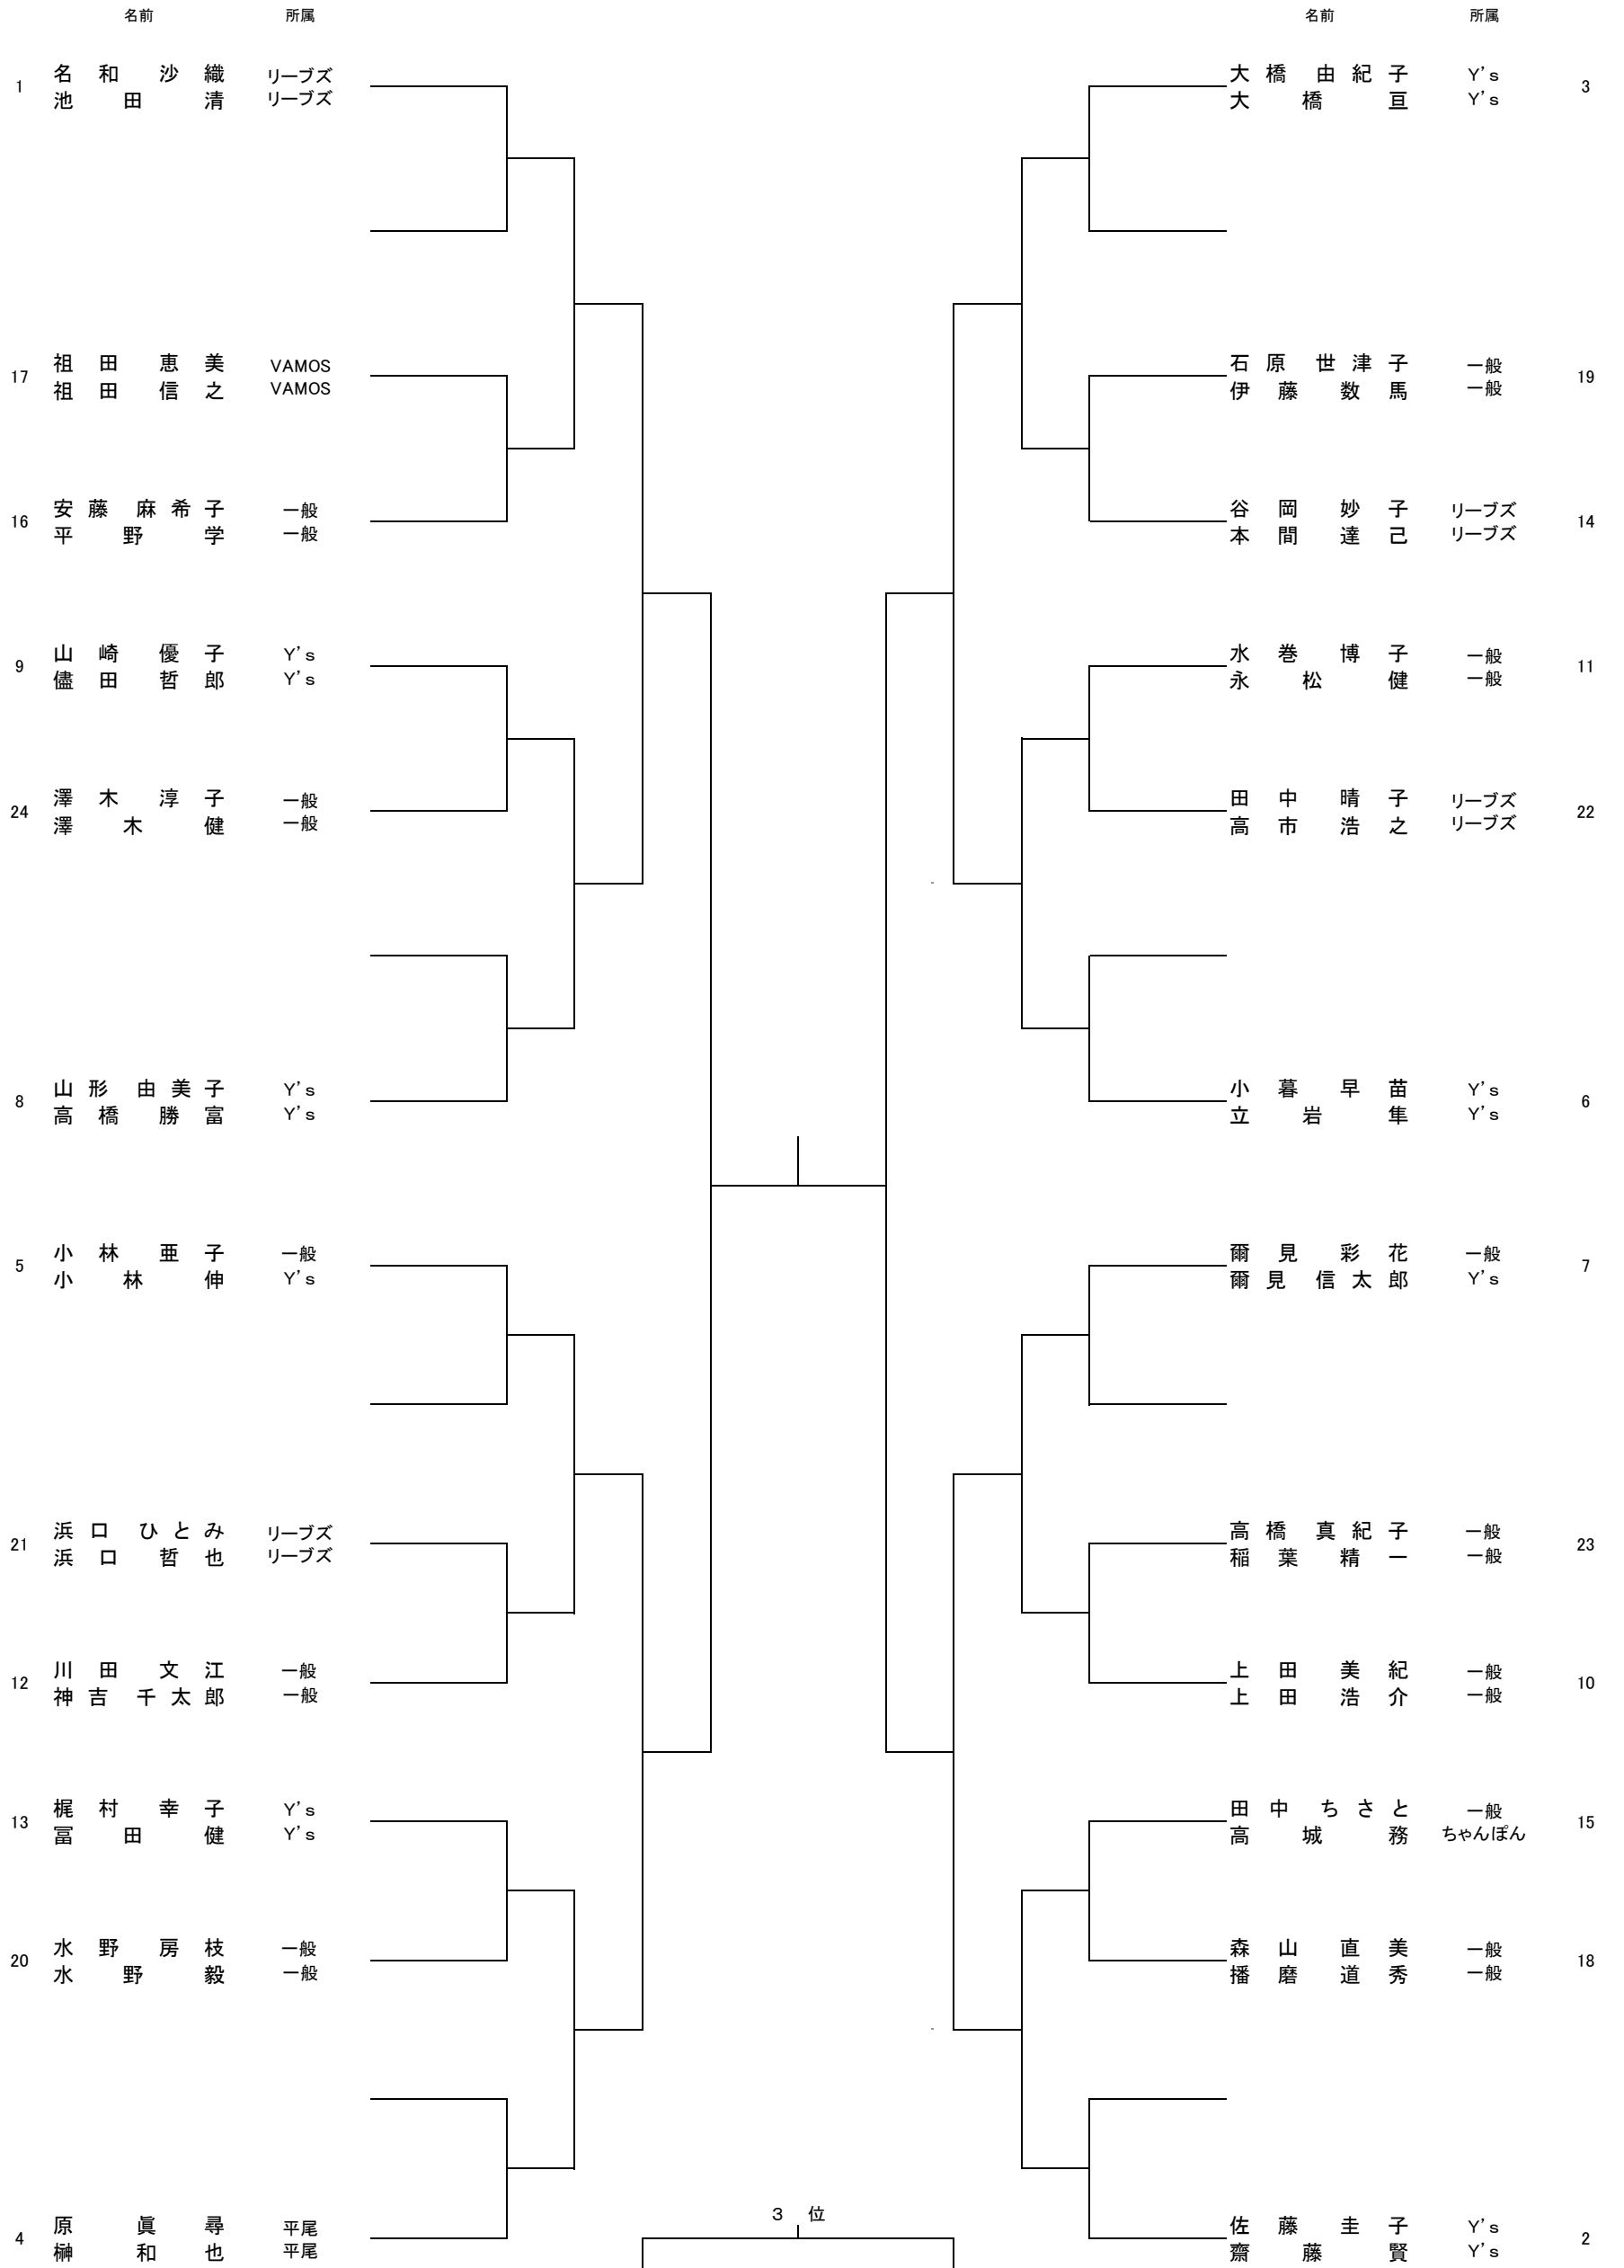 名前 所属 名前 所属
1 名和沙織 リーブズ
池田清 リーブズ
17 祖田恵美 VAMOS
祖田信之 VAMOS
16 安藤麻希子 一般
平野学 一般
9 山崎優子 Y's
儘田哲郎 Y's
24 澤木淳子 一般
澤木健 一般
8 山形由美子 Y's
高橋勝富 Y's
5 小林亜子 一般
小林伸 Y's
21 浜口ひとみ リーブズ
浜口哲也 リーブズ
12 川田文江 一般
神吉千太郎 一般
13 梶村幸子 Y's
冨田健 Y's
20 水野房枝 一般
水野毅 一般
4 原眞尋 平尾
榊和也 平尾
大橋由紀子 Y's 3
大橋亘 Y's
石原世津子 一般 19
伊藤数馬 一般
谷岡妙子 リーブズ 14
本間達己 リーブズ
水巻博子 一般 11
永松健 一般
田中晴子 リーブズ 22
高市浩之 リーブズ
小暮早苗 Y's 6
立岩隼 Y's
爾見彩花 一般 7
爾見信太郎 Y's
高橋真紀子 一般 23
稲葉精一 一般
上田美紀 一般 10
上田浩介 一般
田中ちさと 一般 15
高城務 ちゃんぽん
森山直美 一般 18
播磨道秀 一般
佐藤圭子 Y's 2
齋藤賢 Y's
3 位